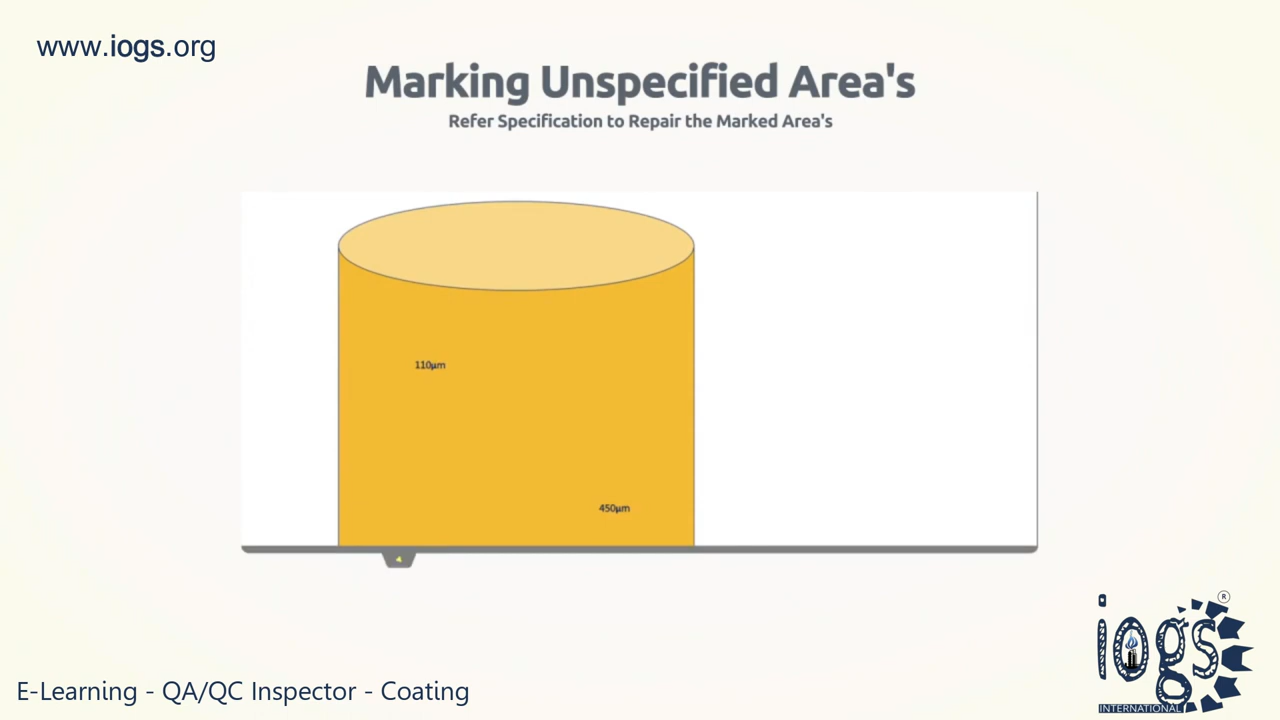 www.iogs.org
Marking Unspecified Area's
Refer Specification to Repair the Marked Area's
110µm
450µm
iogs
®
INTERNATIONAL
E-Learning - QA/QC Inspector - Coating